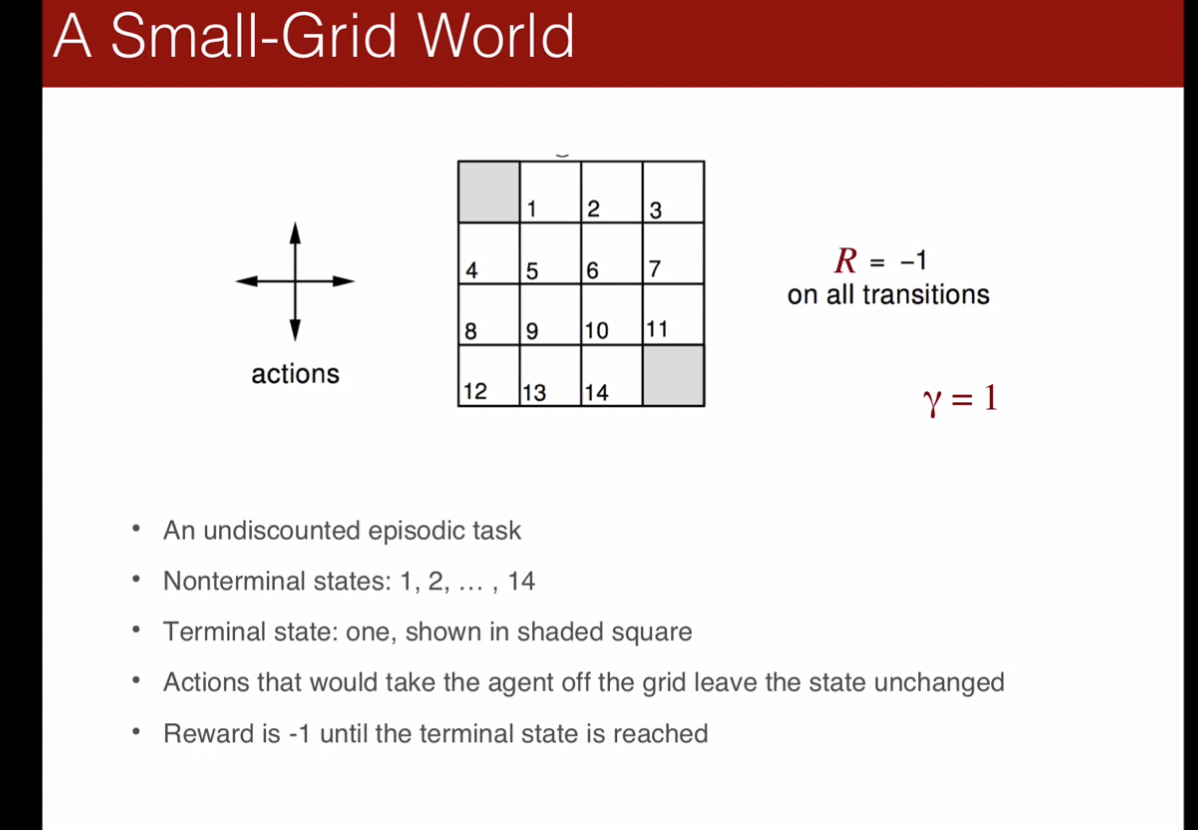 A Small-Grid World
1 2 3
4 5 6 7
8 9 10 11
12 13 14
actions
R = −1
on all transitions
γ = 1
• An undiscounted episodic task
• Nonterminal states: 1, 2, … , 14
• Terminal state: one, shown in shaded square
• Actions that would take the agent off the grid leave the state unchanged
• Reward is -1 until the terminal state is reached